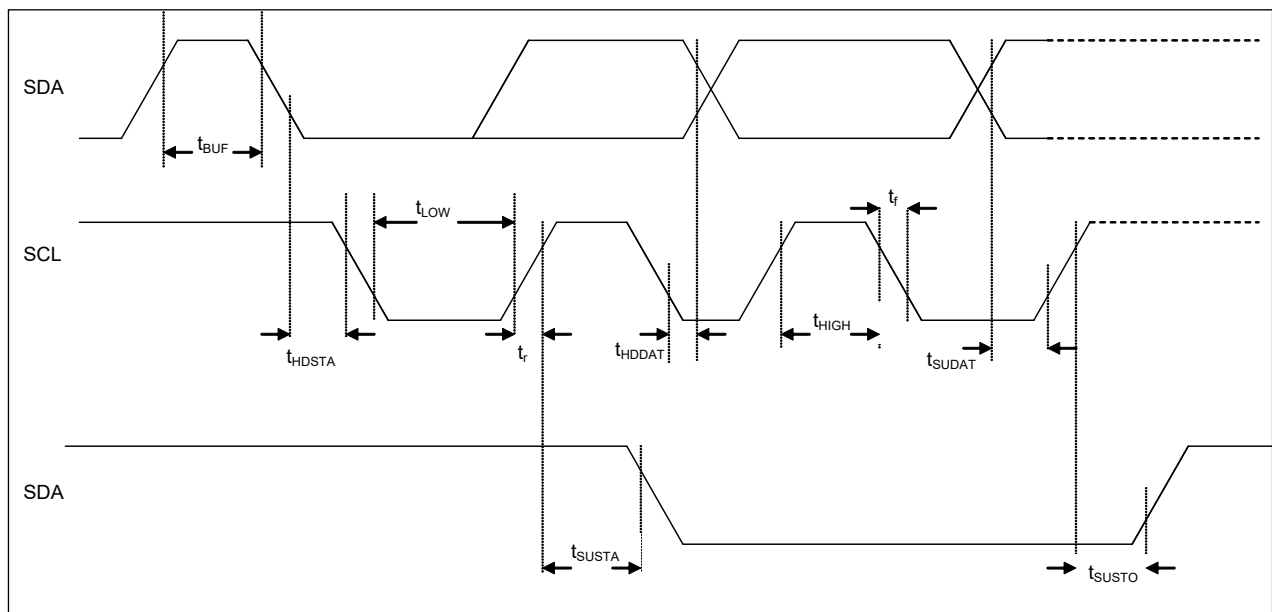 SDA
tBUF
tLOW
tf
SCL
tHDSTA
tr
tHDDAT
tHIGH
tSUDAT
SDA
tSUSTA
tSUSTO